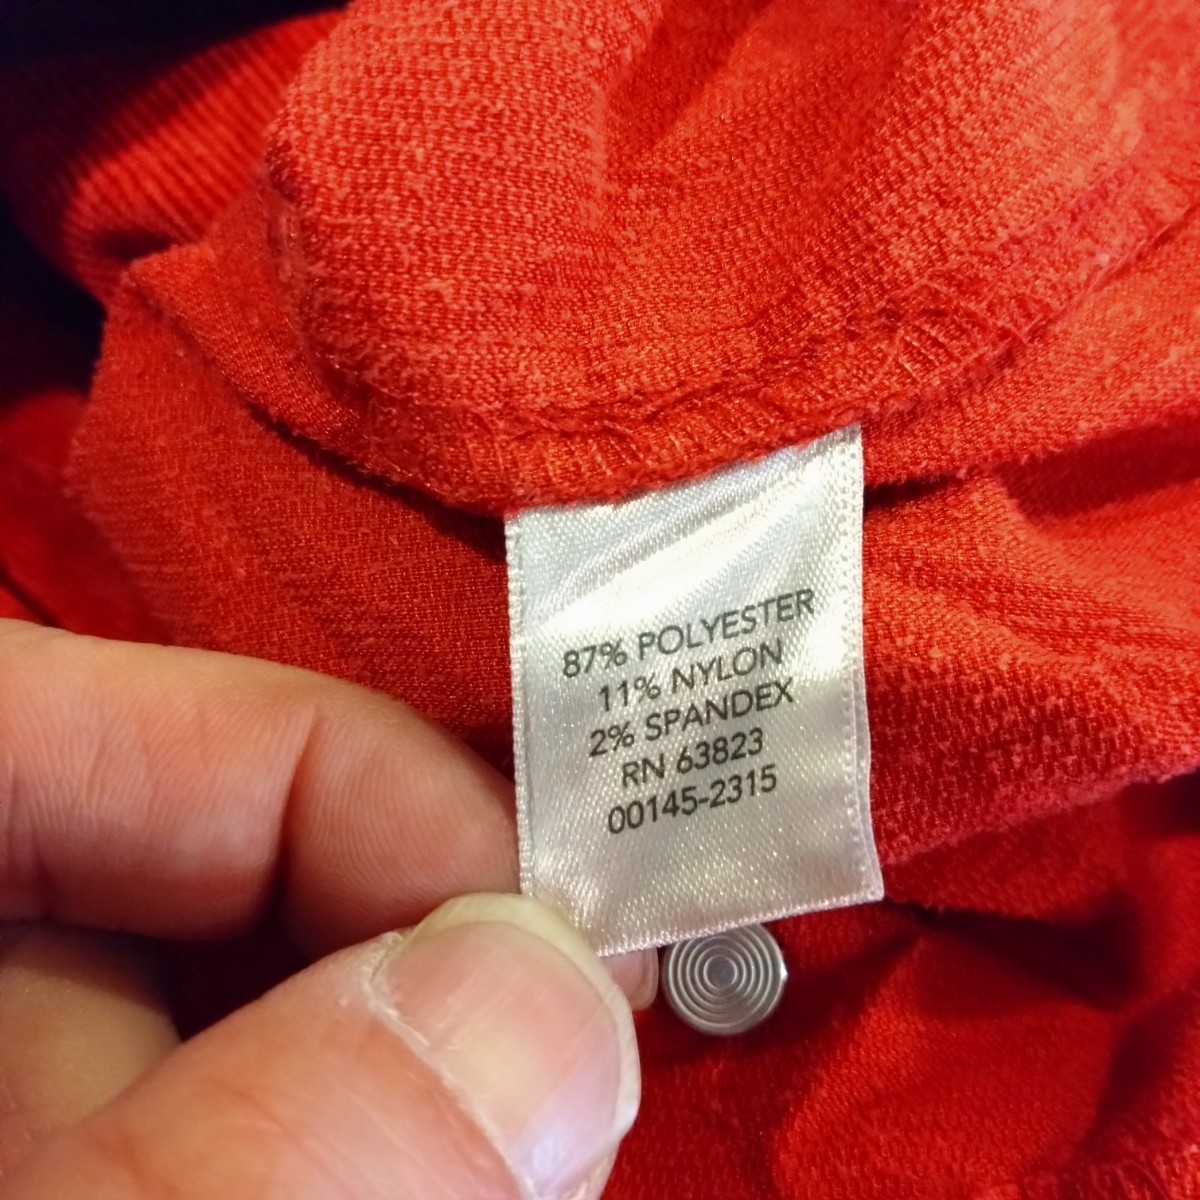 87% POLYESTER
11% NYLON
2% SPANDEX
RN 63823
00145-2315